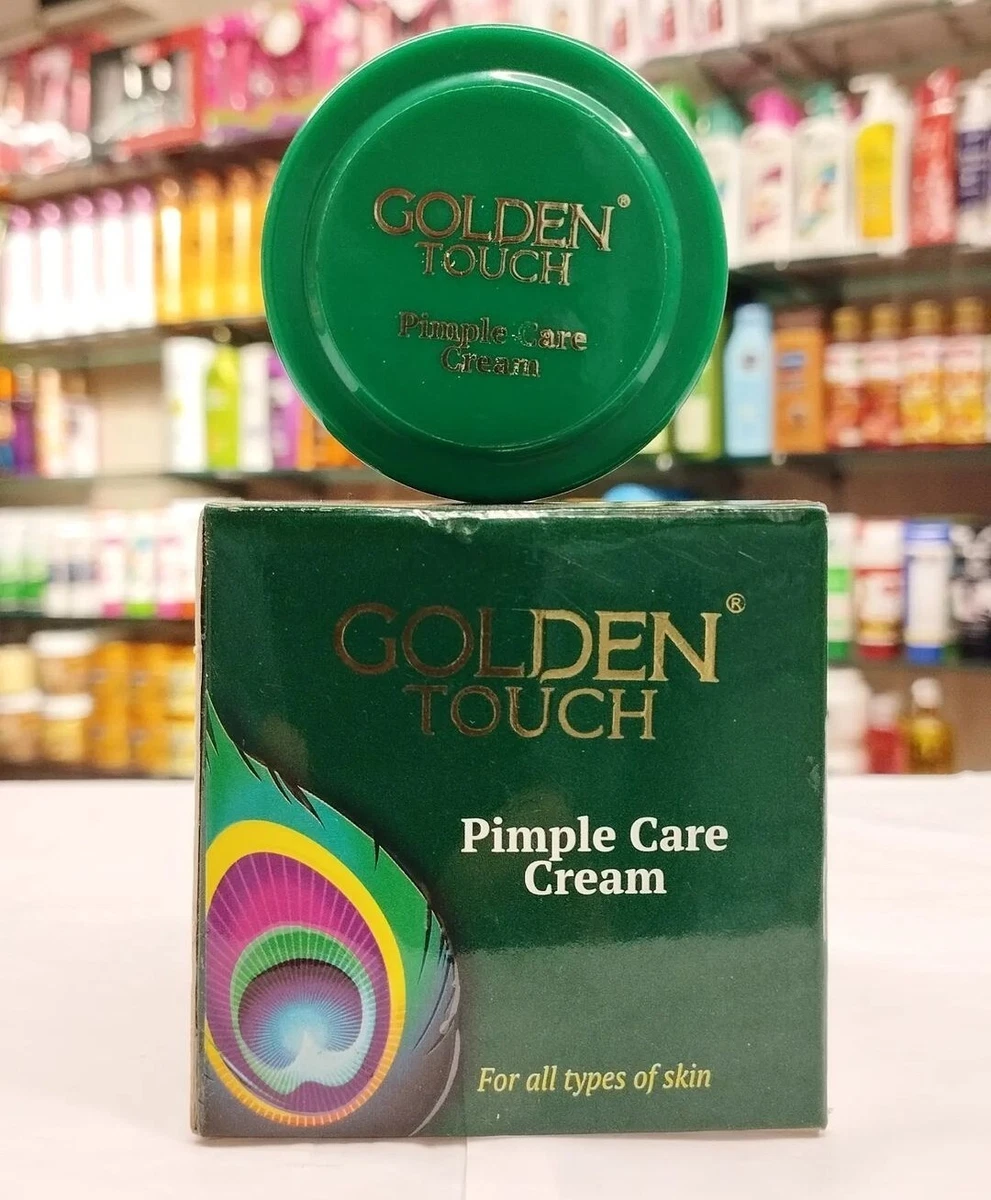 GOLDEN®
TOUCH
Pimple Care
Cream
GOLDEN®
TOUCH
Pimple Care
Cream
For all types of skin